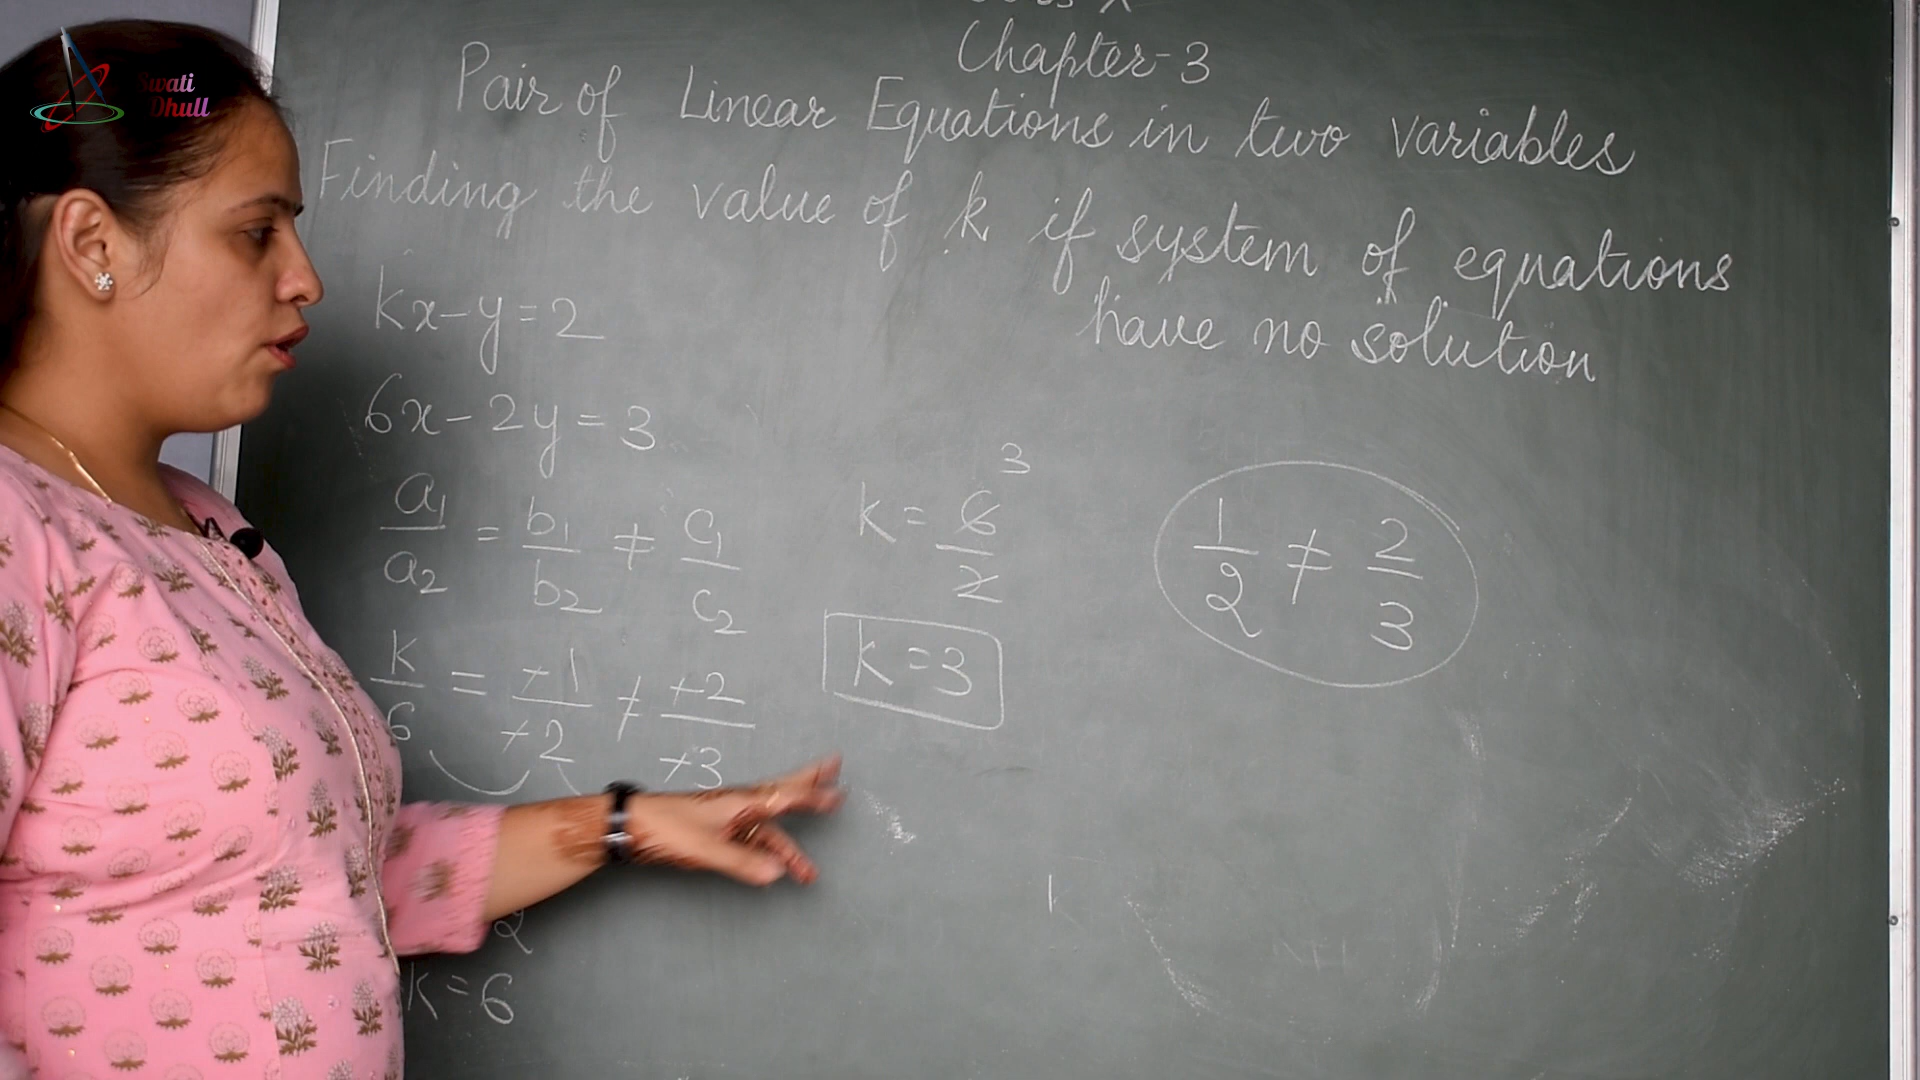 Swati
Dhull
Chapter-3
Pair of Linear Equations in two variables
Finding the value of k if system of equations
have no solution
kx-y=2
6x-2y=3
a1/a2 = b1/b2 ≠ c1/c2
k/6 = -1/-2 ≠ -2/-3
2
k=6
k=6/2
3
k=3
1/2 ≠ 2/3
k